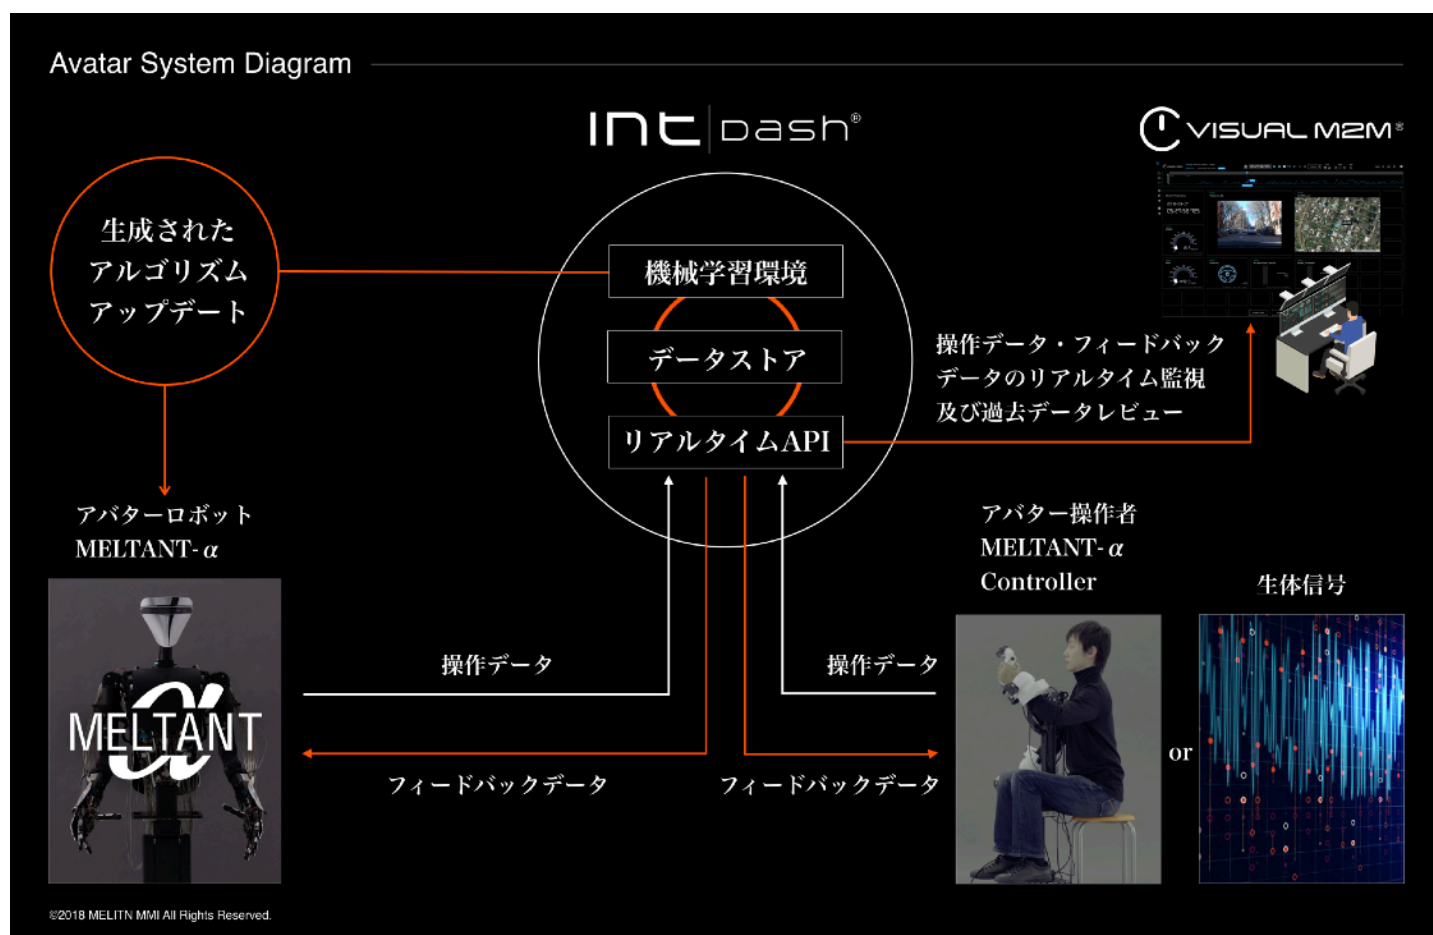 Avatar System Diagram
Int Dash®
VISUAL M2M®
生成された
アルゴリズム
アップデート
機械学習環境
データストア
リアルタイムAPI
操作データ・フィードバック
データのリアルタイム監視
及び過去データレビュー
アバターロボット
MELTANT-α
アバター操作者
MELTANT-α
Controller
生体信号
α
MELTANT
操作データ
操作データ
フィードバックデータ
フィードバックデータ
or
©2018 MELITN MMI All Rights Reserved.